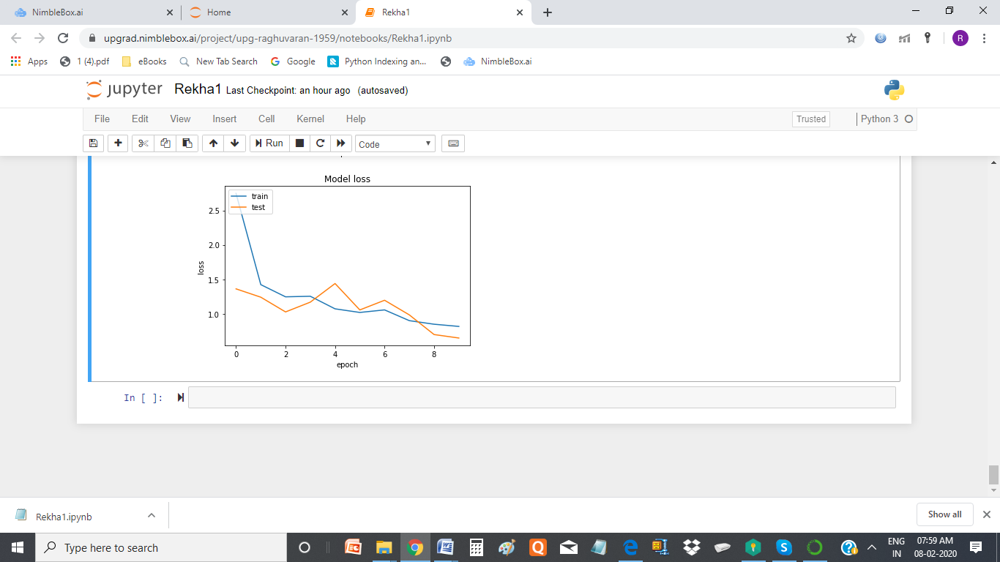 NimbleBox.ai
Home
Rekha1
upgrad.nimblebox.ai/project/upg-raghuvaran-1959/notebooks/Rekha1.ipynb
R
Apps
1 (4).pdf
eBooks
New Tab Search
Google
Python Indexing an...
NimbleBox.ai
jupyter Rekha1 Last Checkpoint: an hour ago (autosaved)
File Edit View Insert Cell Kernel Help
Trusted
Python 3
Run
Code
Model loss
train
test
2.5
2.0
1.5
1.0
loss
0 2 4 6 8
epoch
In [ ]:
Rekha1.ipynb
Show all
Type here to search
ENG
IN
07:59 AM
08-02-2020